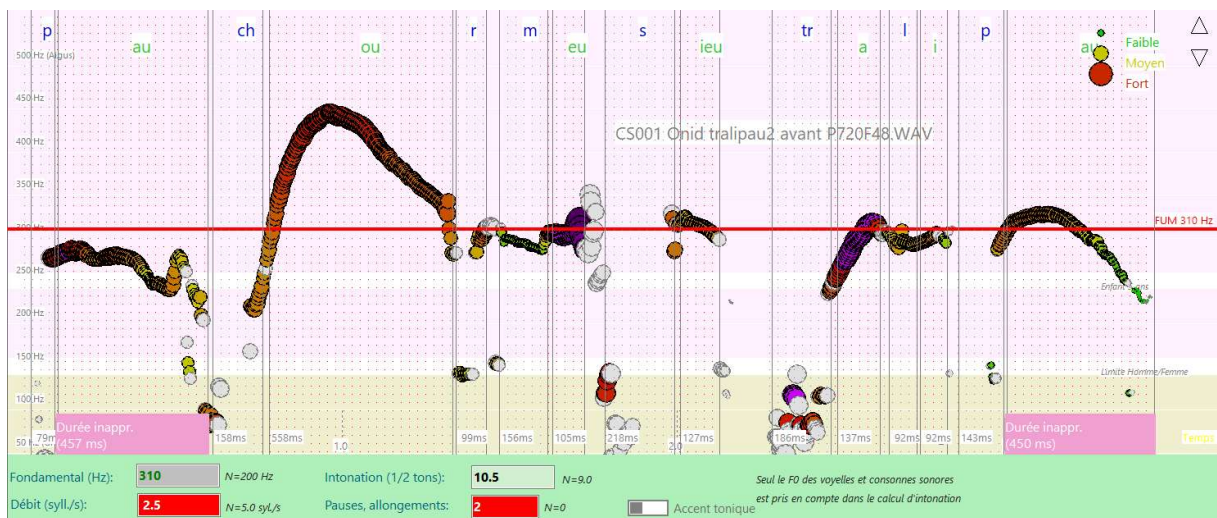 p ch r m s tr l p
au ou eu ieu a i au
△
▽
Faible
Moyen
Fort
500 Hz (Argus)
450 Hz
400 Hz
350 Hz
300 Hz
250 Hz
200 Hz
150 Hz
100 Hz
50 Hz
CS001 Onid tralipau2 avant P720F48.WAV
FUM 310 Hz
Limite Homme/Femme
Durée inappr.
(457 ms)
Durée inappr.
(450 ms)
79ms 158ms 558ms 99ms 156ms 105ms 218ms 127ms 186ms 137ms 92ms 92ms 143ms
1.0 2.0
Temps
Fondamental (Hz): 310 N=200 Hz
Intonation (1/2 tons): 10.5 N=9.0
Débit (syll./s): 2.5 N=5.0 syl./s
Pauses, allongements: 2 N=0
Seul le F0 des voyelles et consonnes sonores
est pris en compte dans le calcul d'intonation
Accent tonique